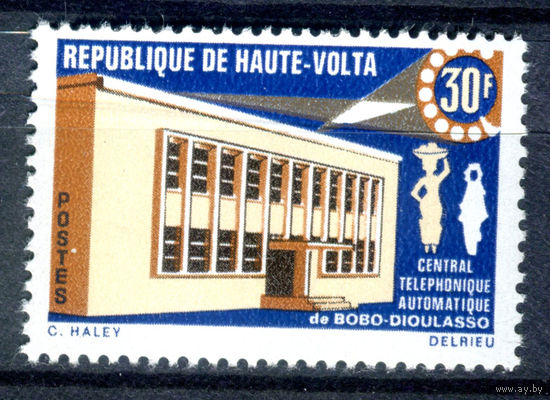 REPUBLIQUE DE HAUTE-VOLTA
30F
POSTES
CENTRAL
TELEPHONIQUE
AUTOMATIQUE
de BOBO-DIOULASSO
C. HALEY
DELRIEU
www.ay.by